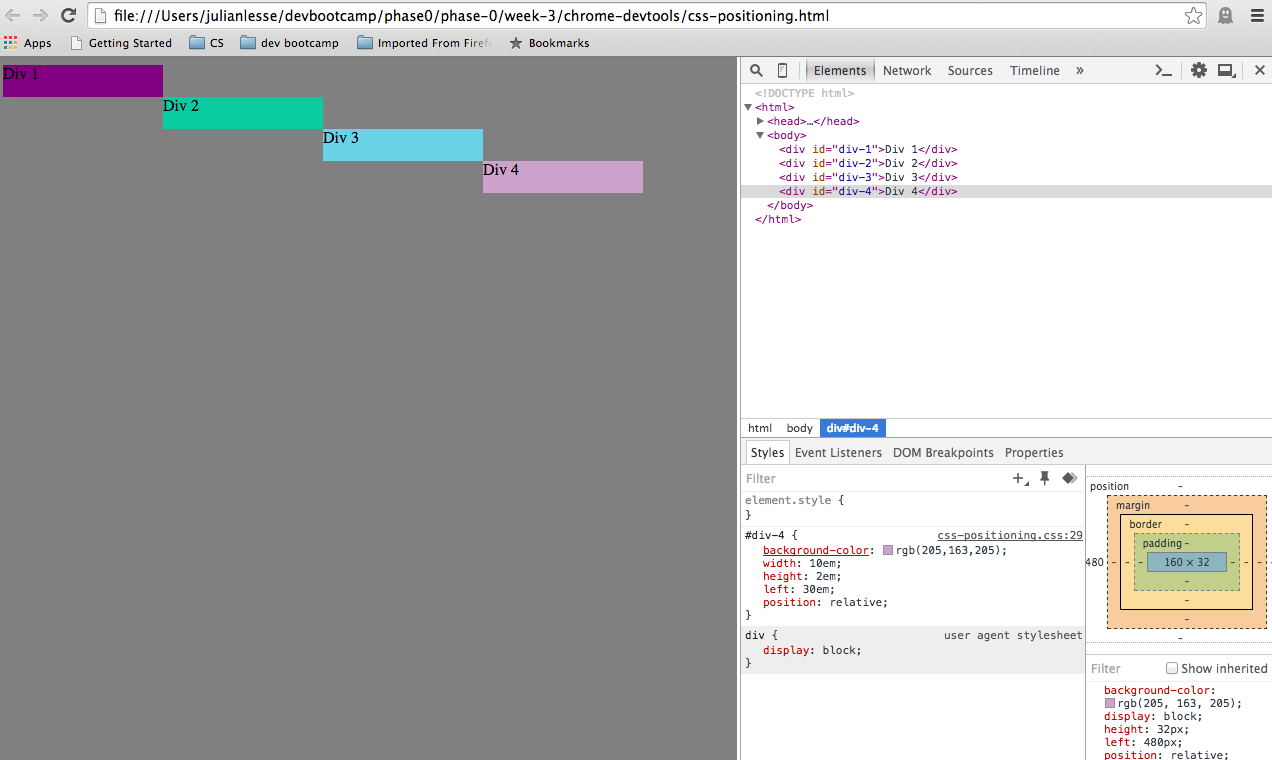 file:///Users/julianlesse/devbootcamp/phase0/phase-0/week-3/chrome-devtools/css-positioning.html
Apps Getting Started CS dev bootcamp Imported From Firef Bookmarks
Div 1
Div 2
Div 3
Div 4
Elements Network Sources Timeline »
<!DOCTYPE html>
▼<html>
▶<head>…</head>
▼<body>
<div id="div-1">Div 1</div>
<div id="div-2">Div 2</div>
<div id="div-3">Div 3</div>
<div id="div-4">Div 4</div>
</body>
</html>
html body div#div-4
Styles Event Listeners DOM Breakpoints Properties
Filter
element.style {
}
#div-4 { css-positioning.css:29
background-color: rgb(205,163,205);
width: 10em;
height: 2em;
left: 30em;
position: relative;
}
div { user agent stylesheet
display: block;
}
position -
margin -
border -
padding -
480 - - - 160 × 32 - - - -
-
-
-
-
Filter Show inherited
background-color:
rgb(205, 163, 205);
display: block;
height: 32px;
left: 480px;
position: relative;